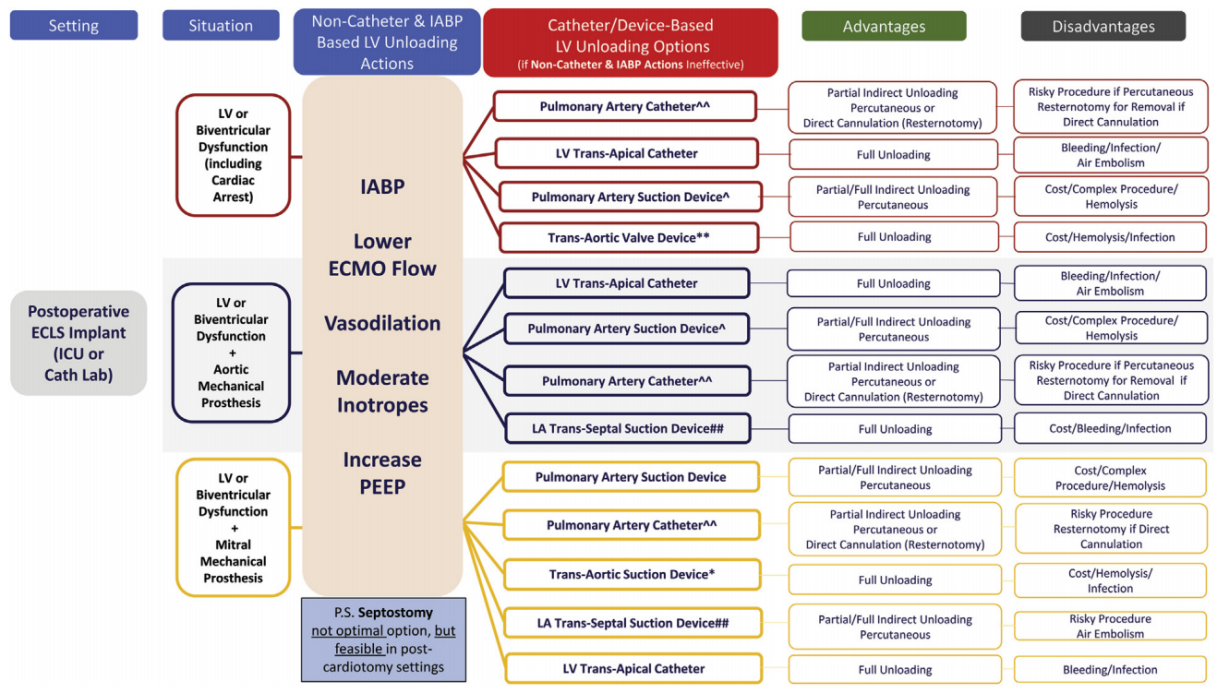 Setting
Situation
Non-Catheter & IABP
Based LV Unloading
Actions
Catheter/Device-Based
LV Unloading Options
(if Non-Catheter & IABP Actions Ineffective)
Advantages
Disadvantages
Postoperative
ECLS Implant
(ICU or
Cath Lab)
LV or
Biventricular
Dysfunction
(including
Cardiac
Arrest)
IABP
Lower
ECMO Flow
Vasodilation
Moderate
Inotropes
Increase
PEEP
P.S. Septostomy
not optimal option, but
feasible in post-
cardiotomy settings
Pulmonary Artery Catheter^^
Partial Indirect Unloading
Percutaneous or
Direct Cannulation (Resternotomy)
Risky Procedure if Percutaneous
Resternotomy for Removal if
Direct Cannulation
LV Trans-Apical Catheter
Full Unloading
Bleeding/Infection/
Air Embolism
Pulmonary Artery Suction Device^
Partial/Full Indirect Unloading
Percutaneous
Cost/Complex Procedure/
Hemolysis
Trans-Aortic Valve Device**
Full Unloading
Cost/Hemolysis/Infection
LV or
Biventricular
Dysfunction
+
Aortic
Mechanical
Prosthesis
LV Trans-Apical Catheter
Full Unloading
Bleeding/Infection/
Air Embolism
Pulmonary Artery Suction Device^
Partial/Full Indirect Unloading
Percutaneous
Cost/Complex Procedure/
Hemolysis
Pulmonary Artery Catheter^^
Partial Indirect Unloading
Percutaneous or
Direct Cannulation (Resternotomy)
Risky Procedure if Percutaneous
Resternotomy for Removal if
Direct Cannulation
LA Trans-Septal Suction Device##
Full Unloading
Cost/Bleeding/Infection
LV or
Biventricular
Dysfunction
+
Mitral
Mechanical
Prosthesis
Pulmonary Artery Suction Device
Partial/Full Indirect Unloading
Percutaneous
Cost/Complex
Procedure/Hemolysis
Pulmonary Artery Catheter^^
Partial Indirect Unloading
Percutaneous or
Direct Cannulation (Resternotomy)
Risky Procedure
Resternotomy if Direct
Cannulation
Trans-Aortic Suction Device*
Full Unloading
Cost/Hemolysis/
Infection
LA Trans-Septal Suction Device##
Partial/Full Indirect Unloading
Percutaneous
Risky Procedure
Air Embolism
LV Trans-Apical Catheter
Full Unloading
Bleeding/Infection